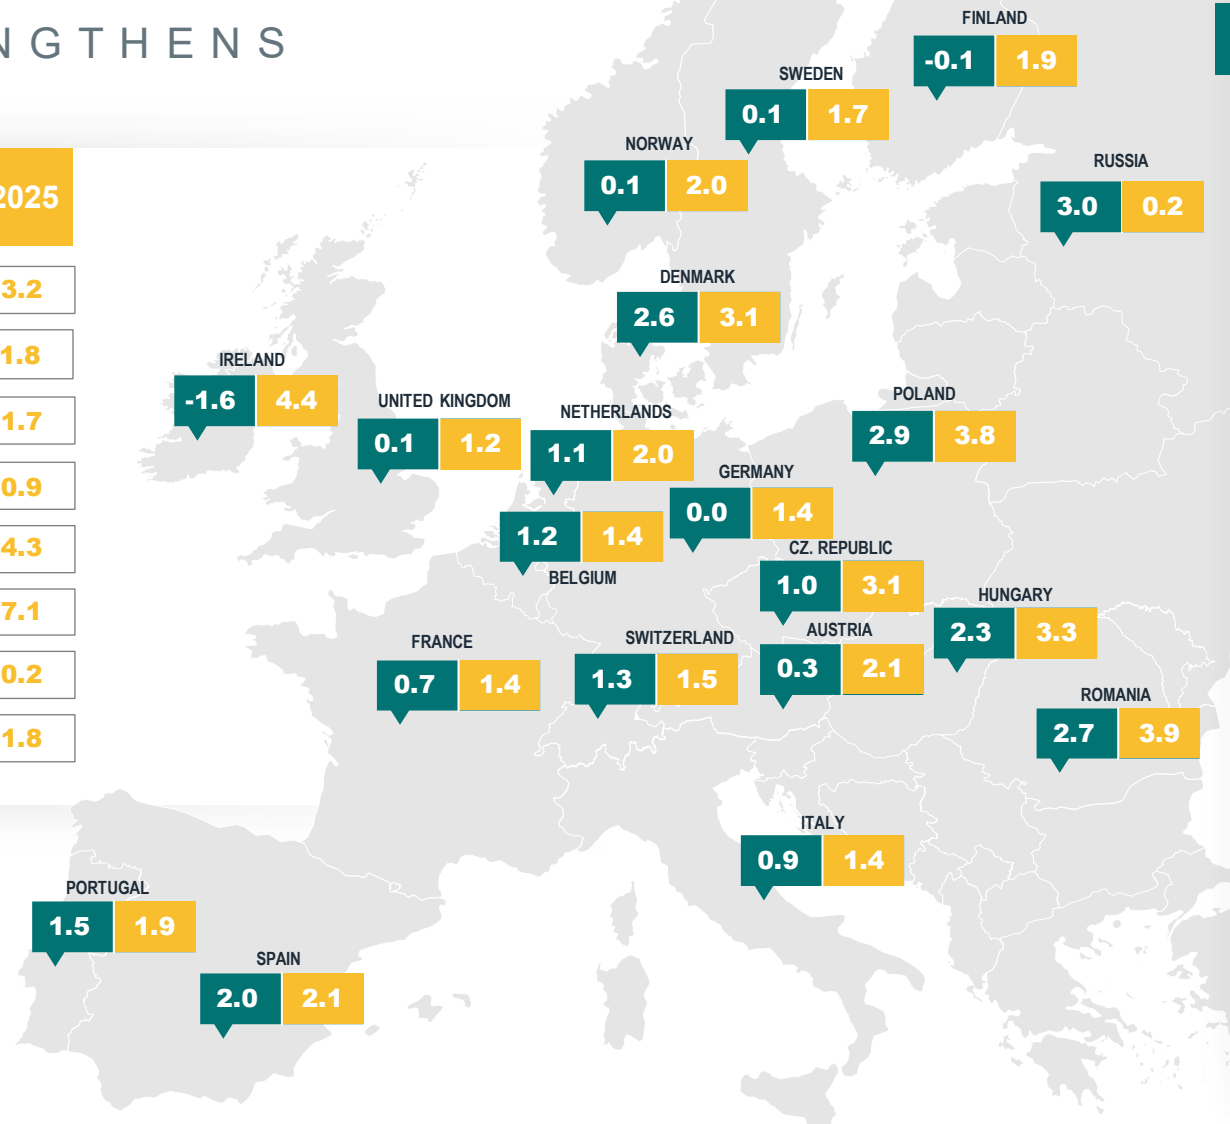 NGTHENS
2025
3.2
1.8
1.7
0.9
4.3
7.1
0.2
1.8
FINLAND
-0.1 1.9
SWEDEN
0.1 1.7
NORWAY
0.1 2.0
RUSSIA
3.0 0.2
DENMARK
2.6 3.1
IRELAND
-1.6 4.4
UNITED KINGDOM
0.1 1.2
NETHERLANDS
1.1 2.0
POLAND
2.9 3.8
GERMANY
0.0 1.4
1.2 1.4
BELGIUM
CZ. REPUBLIC
1.0 3.1
HUNGARY
2.3 3.3
AUSTRIA
0.3 2.1
FRANCE
0.7 1.4
SWITZERLAND
1.3 1.5
ROMANIA
2.7 3.9
ITALY
0.9 1.4
PORTUGAL
1.5 1.9
SPAIN
2.0 2.1